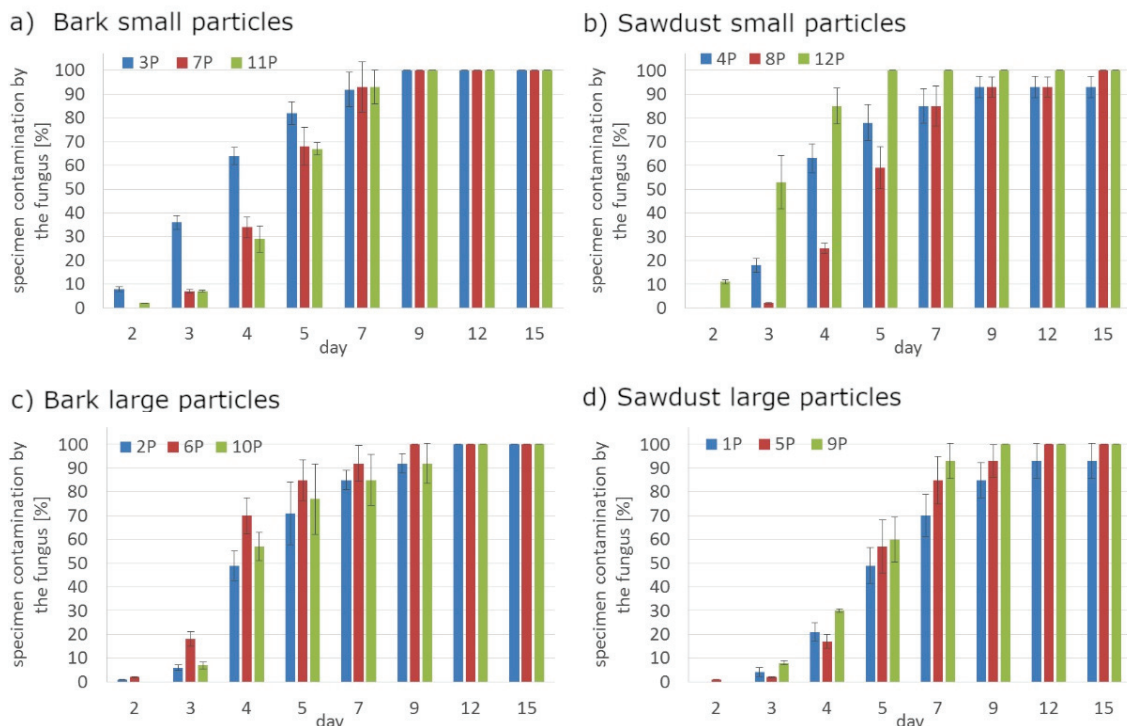 a) Bark small particles
3P 7P 11P
specimen contamination by
the fungus [%]
100
90
80
70
60
50
40
30
20
10
0
2 3 4 5 7 9 12 15
day
b) Sawdust small particles
4P 8P 12P
specimen contamination by
the fungus [%]
100
90
80
70
60
50
40
30
20
10
0
2 3 4 5 7 9 12 15
day
c) Bark large particles
2P 6P 10P
specimen contamination by
the fungus [%]
100
90
80
70
60
50
40
30
20
10
0
2 3 4 5 7 9 12 15
day
d) Sawdust large particles
1P 5P 9P
specimen contamination by
the fungus [%]
100
90
80
70
60
50
40
30
20
10
0
2 3 4 5 7 9 12 15
day